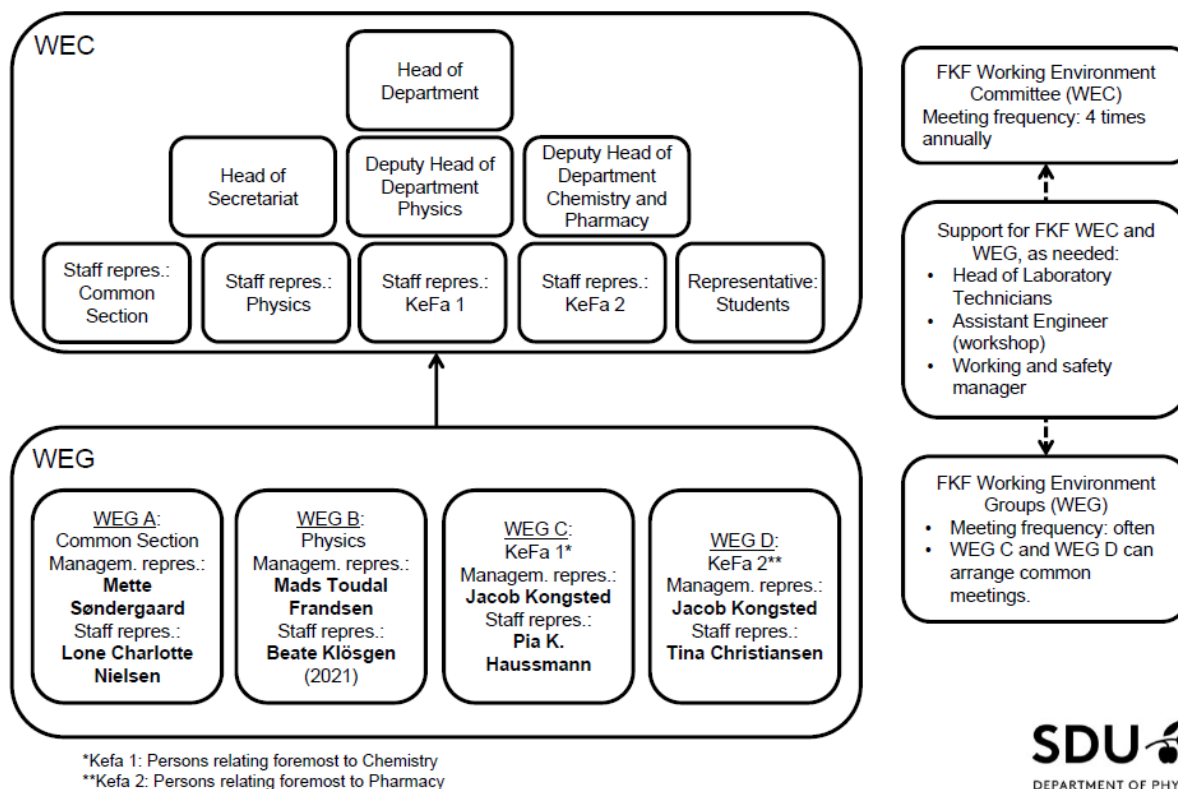 WEC
Head of
Department
Head of
Secretariat
Deputy Head of
Department
Physics
Deputy Head of
Department
Chemistry and
Pharmacy
Staff repres.:
Common
Section
Staff repres.:
Physics
Staff repres.:
KeFa 1
Staff repres.:
KeFa 2
Representative:
Students
WEG
WEG A:
Common Section
Managem. repres.:
Mette
Søndergaard
Staff repres.:
Lone Charlotte
Nielsen
WEG B:
Physics
Managem. repres.:
Mads Toudal
Frandsen
Staff repres.:
Beate Klösgen
(2021)
WEG C:
KeFa 1*
Managem. repres.:
Jacob Kongsted
Staff repres.:
Pia K.
Haussmann
WEG D:
KeFa 2**
Managem. repres.:
Jacob Kongsted
Staff repres.:
Tina Christiansen
*Kefa 1: Persons relating foremost to Chemistry
**Kefa 2: Persons relating foremost to Pharmacy
FKF Working Environment
Committee (WEC)
Meeting frequency: 4 times
annually
Support for FKF WEC and
WEG, as needed:
• Head of Laboratory
Technicians
• Assistant Engineer
(workshop)
• Working and safety
manager
FKF Working Environment
Groups (WEG)
• Meeting frequency: often
• WEG C and WEG D can
arrange common
meetings.
SDU
DEPARTMENT OF